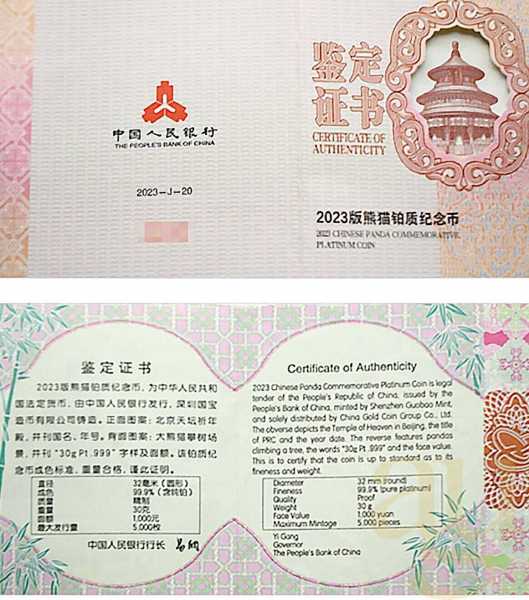 中国人民银行
THE PEOPLE'S BANK OF CHINA
2023-J-20
鉴定
证书
CERTIFICATE OF
AUTHENTICITY
2023版熊猫铂质纪念币
2023 CHINESE PANDA COMMEMORATIVE
PLATINUM COIN
鉴定证书
2023版熊猫铂质纪念币，为中华人民共和
国法定货币，由中国人民银行发行，深圳国宝
造币有限公司铸造。正面图案：北京天坛祈年
殿，并刊国名、年号。背面图案：大熊猫攀树场
景，并刊"30g Pt .999"字样及面额。该铂质纪
念币成色标准，重量合格，谨此证明。
直径 32毫米（圆形）
成色 99.9%（含纯铂）
质量 精制
重量 30克
面额 1,000元
最大发行量 5,000枚
中国人民银行行长 易纲
Certificate of Authenticity
2023 Chinese Panda Commemorative Platinum Coin is legal
tender of the People's Republic of China, issued by the
People's Bank of China, minted by Shenzhen Guobao Mint,
and solely distributed by China Gold Coin Group Co., Ltd.
The obverse depicts the Temple of Heaven in Beijing, the title
of PRC and the year date. The reverse features pandas
climbing a tree, the words "30g Pt .999" and the face value.
This is to certify that the coin is up to standard as to its
fineness and weight.
Diameter 32 mm (round)
Fineness 99.9% (pure platinum)
Quality Proof
Weight 30 g
Face Value 1,000 yuan
Maximum Mintage 5,000 pieces
Yi Gang
Governor
The People's Bank of China